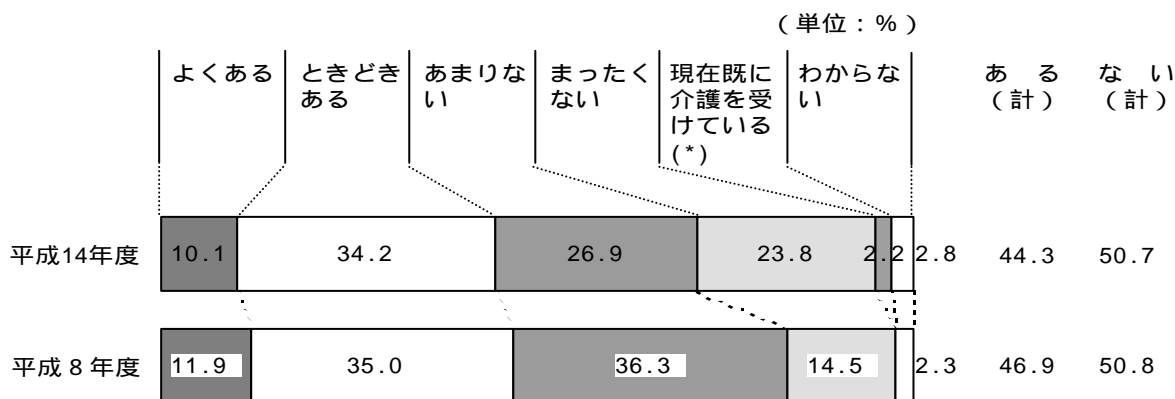 （単位：％）
よくある
ときどきある
あまりない
まったくない
現在既に介護を受けている(*)
わからない
ある（計）
ない（計）
平成14年度 10.1 34.2 26.9 23.8 2.2 2.8 44.3 50.7
平成８年度 11.9 35.0 36.3 14.5 2.3 46.9 50.8